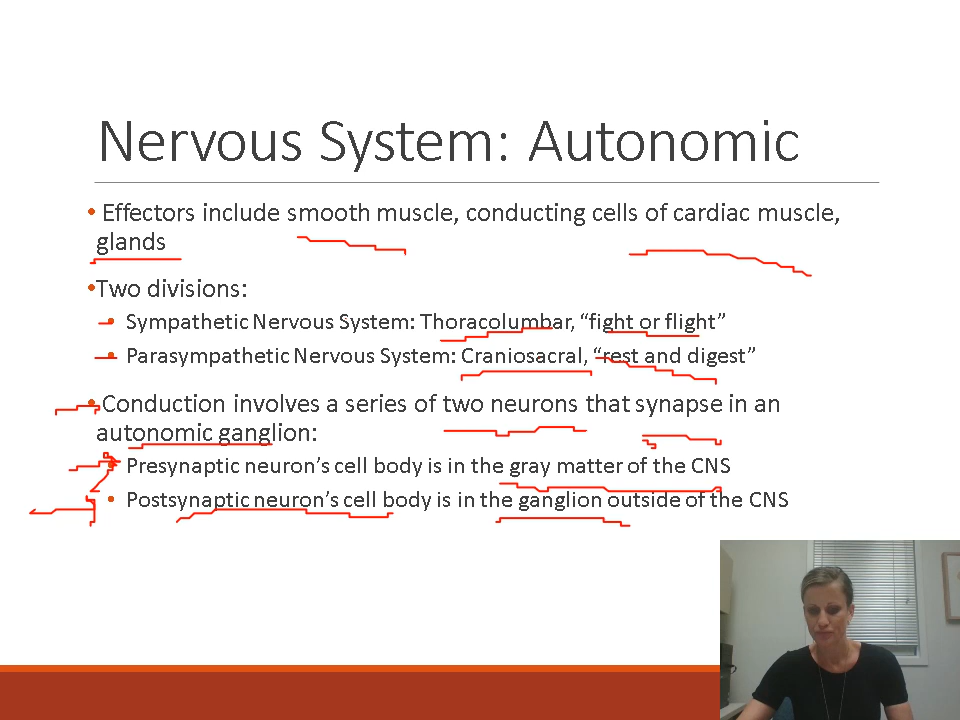 Nervous System: Autonomic
• Effectors include smooth muscle, conducting cells of cardiac muscle,
glands
•Two divisions:
• Sympathetic Nervous System: Thoracolumbar, “fight or flight”
• Parasympathetic Nervous System: Craniosacral, “rest and digest”
• Conduction involves a series of two neurons that synapse in an
autonomic ganglion:
• Presynaptic neuron’s cell body is in the gray matter of the CNS
• Postsynaptic neuron’s cell body is in the ganglion outside of the CNS